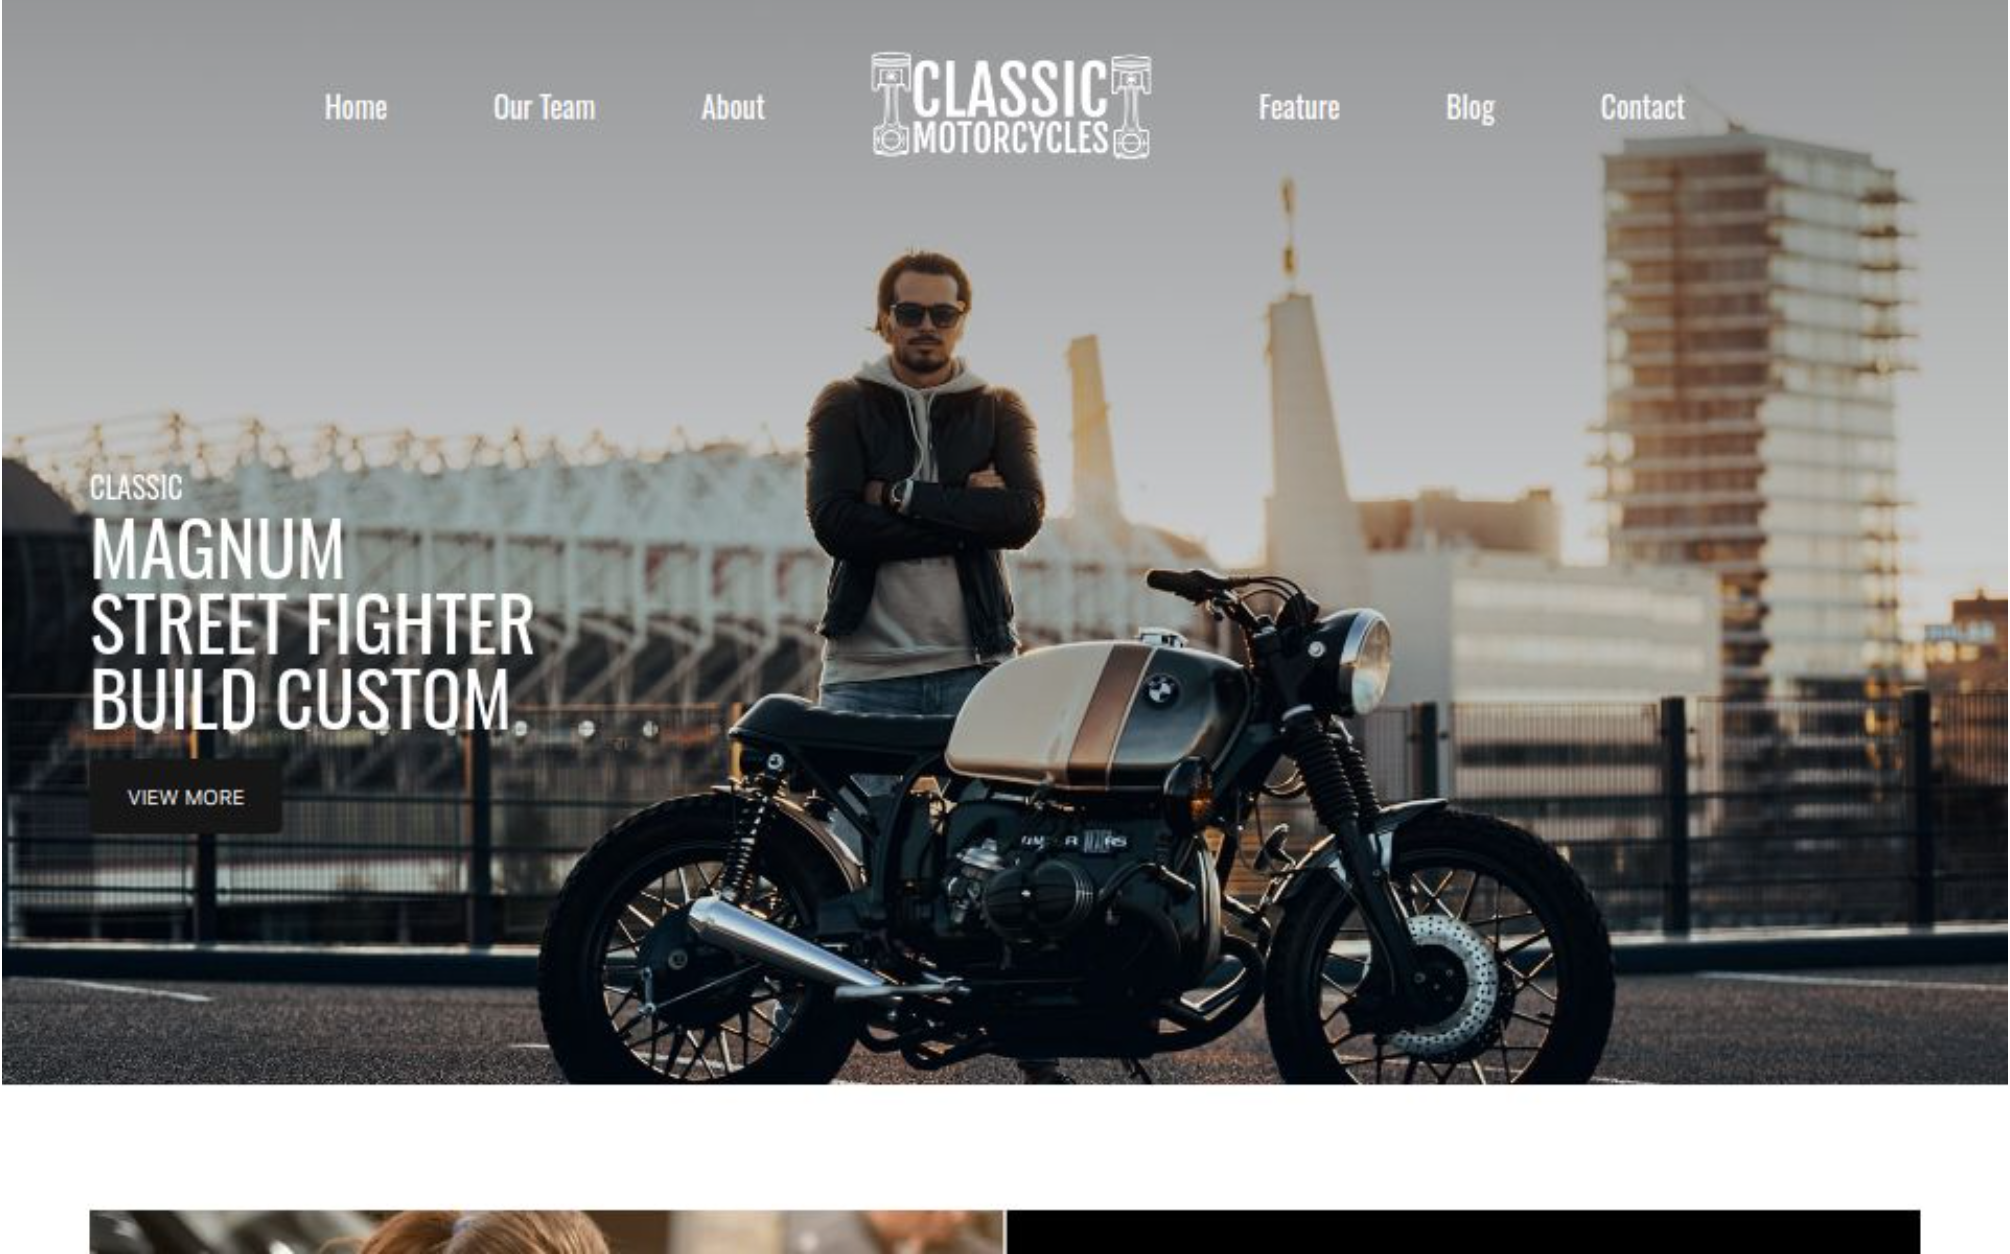 Home
Our Team
About
CLASSIC
MOTORCYCLES
Feature
Blog
Contact
CLASSIC
MAGNUM
STREET FIGHTER
BUILD CUSTOM.
VIEW MORE